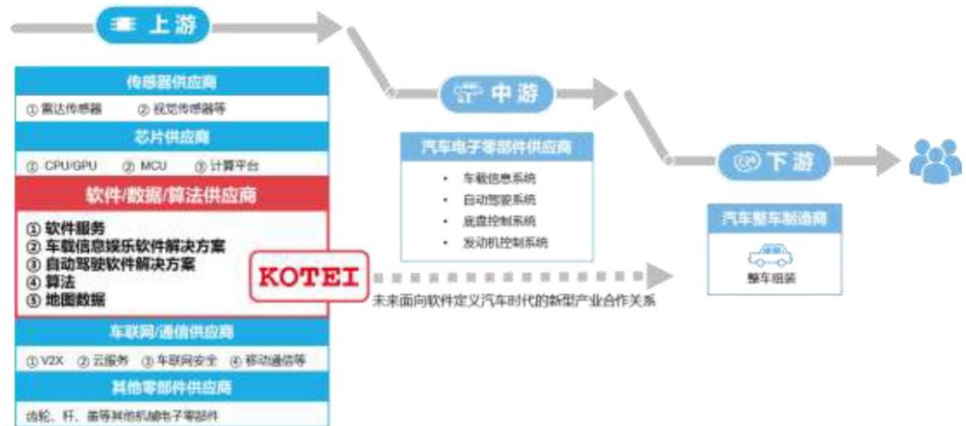 上游
传感器供应商
① 雷达传感器 ② 视觉传感器等
芯片供应商
① CPU/GPU ② MCU ③ 计算平台
软件/数据/算法供应商
① 软件服务
② 车载信息娱乐软件解决方案
③ 自动驾驶软件解决方案
④ 算法
⑤ 地图数据
KOTEI
车联网/通信供应商
① V2X ② 云服务 ③ 车联网安全 ④ 移动通信等
其他零部件供应商
齿轮、杆、盖等其他机械电子零部件
中游
汽车电子零部件供应商
• 车载信息系统
• 自动驾驶系统
• 底盘控制系统
• 发动机控制系统
未来面向软件定义汽车时代的新型产业合作关系
下游
汽车整车制造商
整车组装